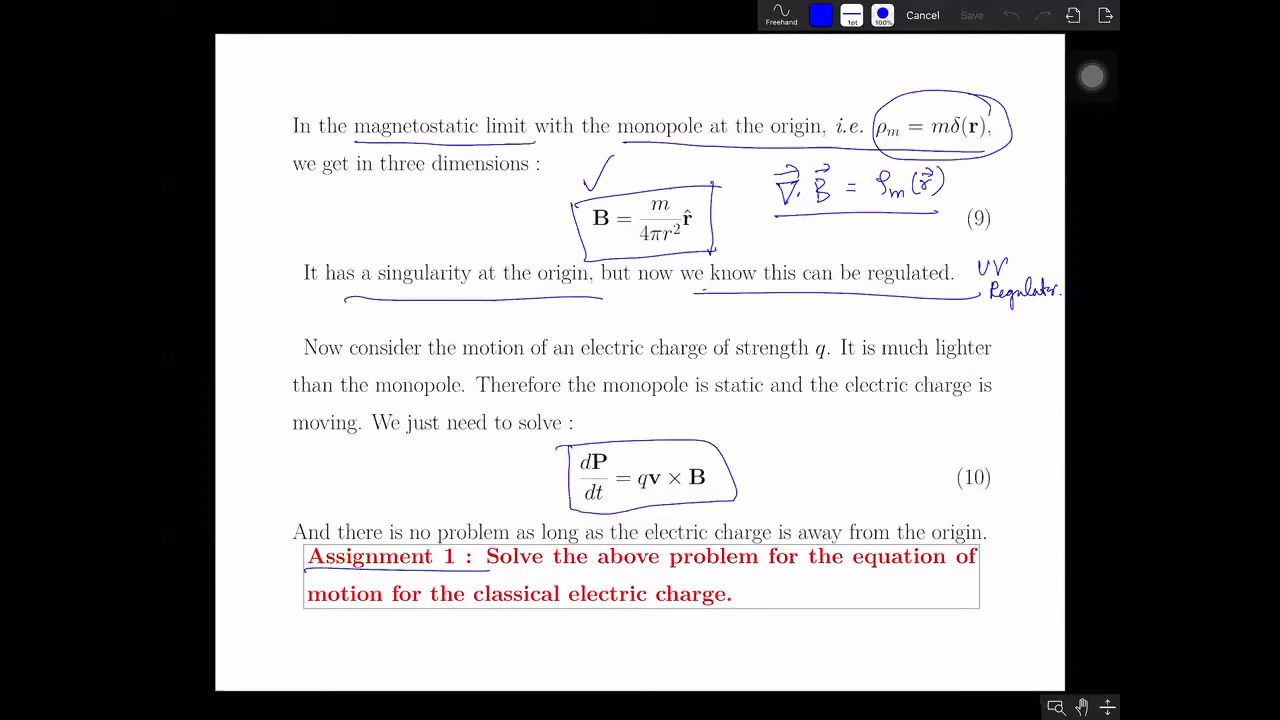 Freehand 1pt 100% Cancel Save
In the magnetostatic limit with the monopole at the origin, i.e. ρₘ = mδ(r),
we get in three dimensions :
∇⃗. B⃗ = ρₘ(r⃗)
B = m/4πr² r̂ (9)
It has a singularity at the origin, but now we know this can be regulated.
UV
Regulator.
Now consider the motion of an electric charge of strength q. It is much lighter
than the monopole. Therefore the monopole is static and the electric charge is
moving. We just need to solve :
dP/dt = qv × B (10)
And there is no problem as long as the electric charge is away from the origin.
Assignment 1 : Solve the above problem for the equation of
motion for the classical electric charge.